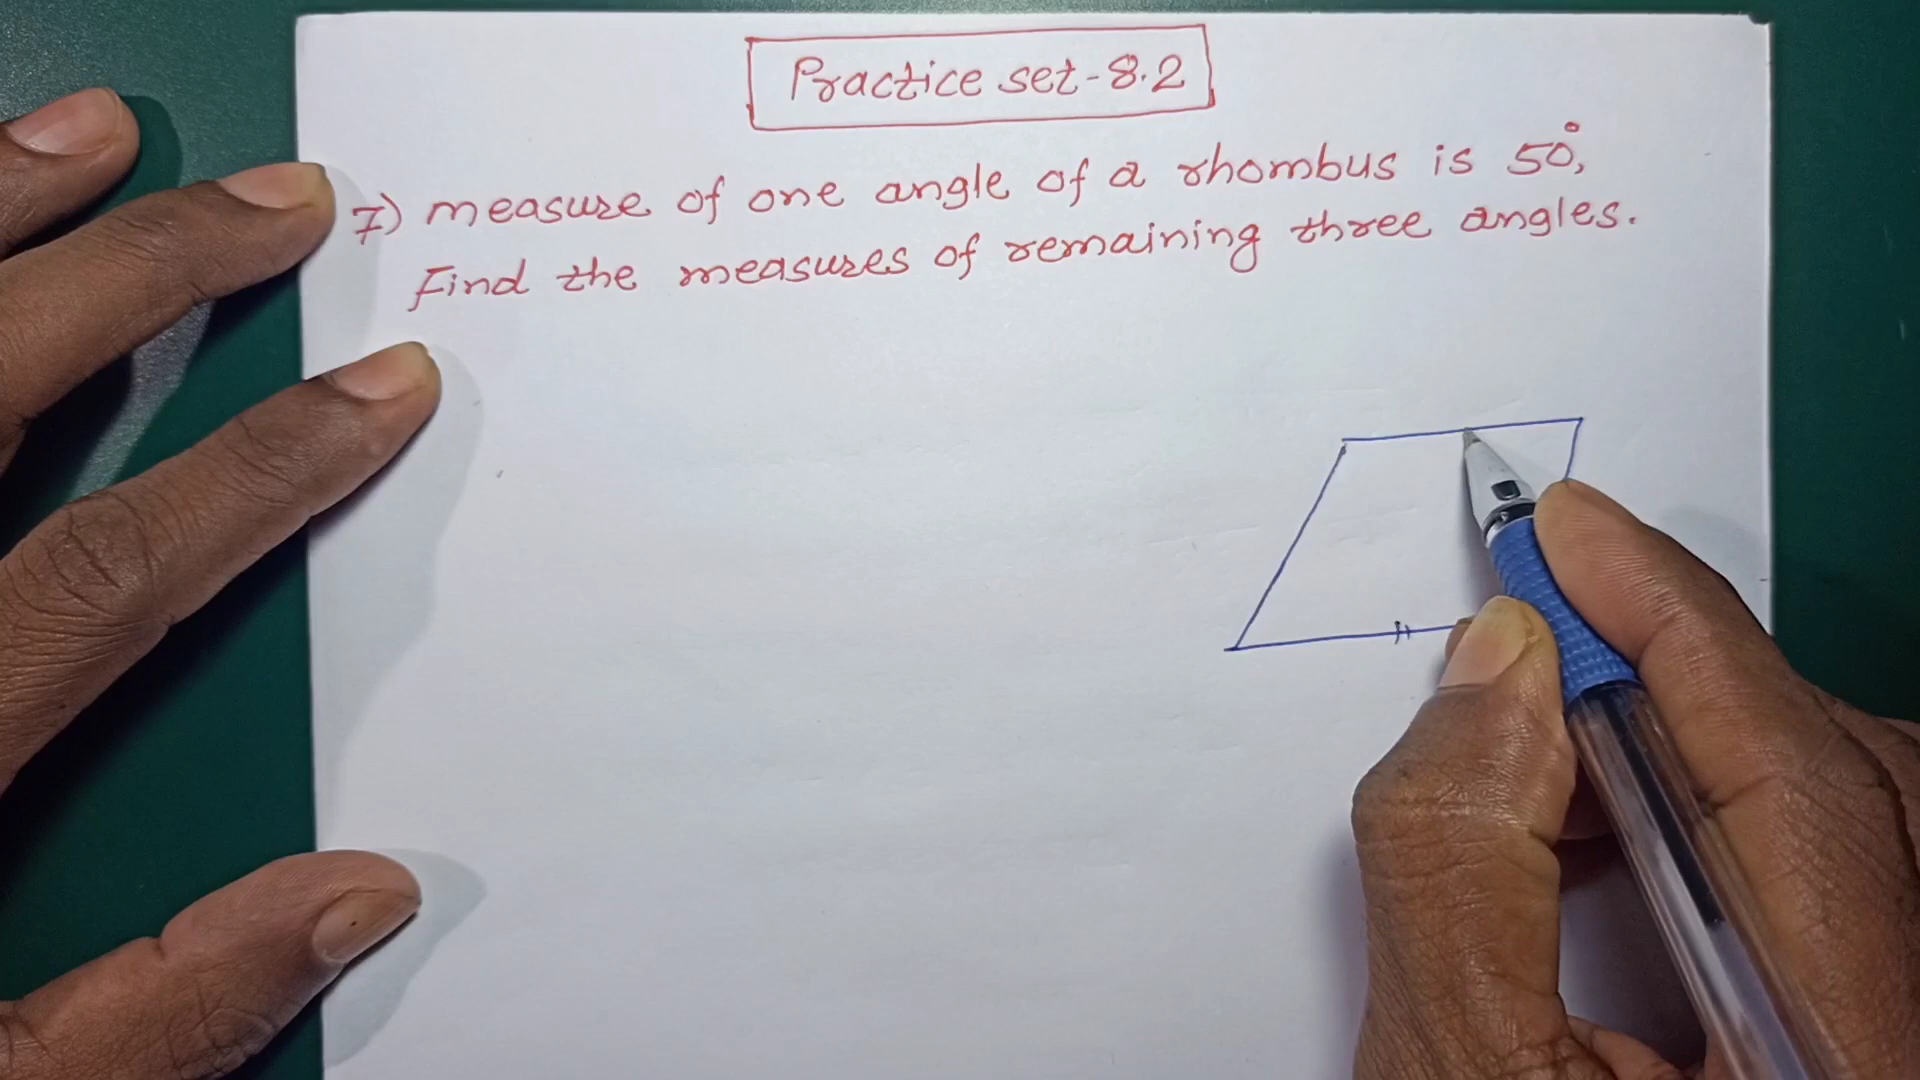 Practice set-8.2
7) measure of one angle of a rhombus is 50°,
Find the measures of remaining three angles.